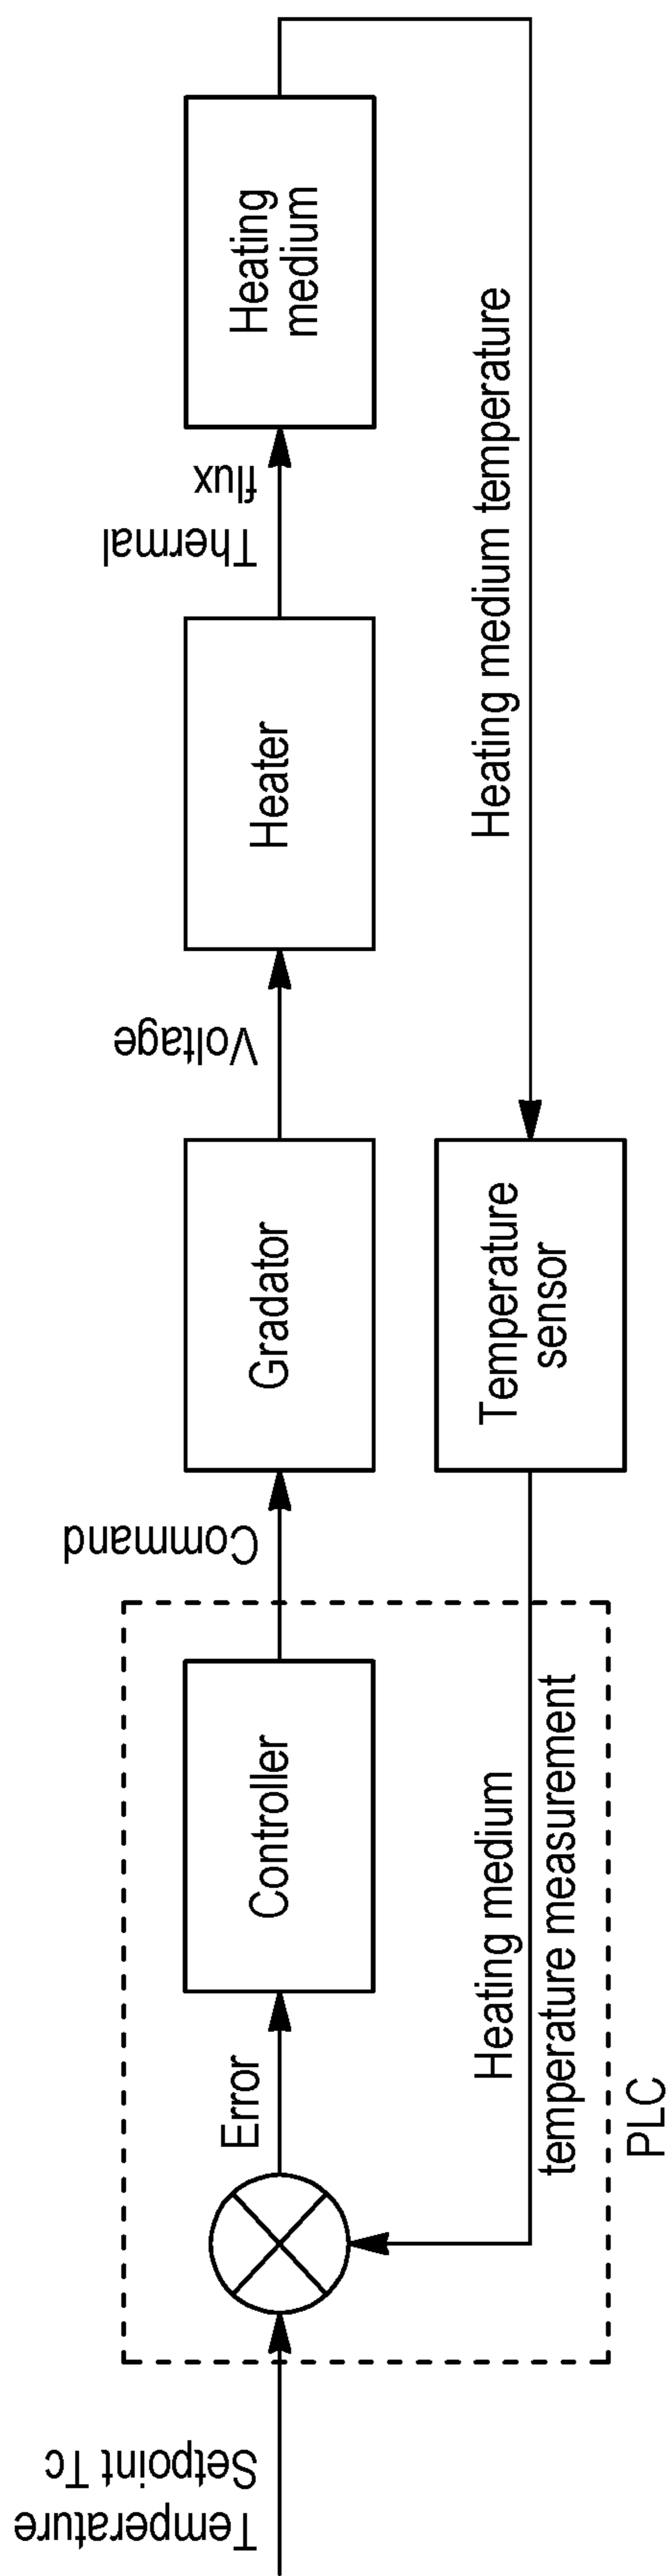 Temperature
Setpoint Tc
Error
Controller
Command
Gradator
Voltage
Heater
Thermal
flux
Heating
medium
Heating medium temperature
Temperature
sensor
Heating medium
temperature measurement
PLC